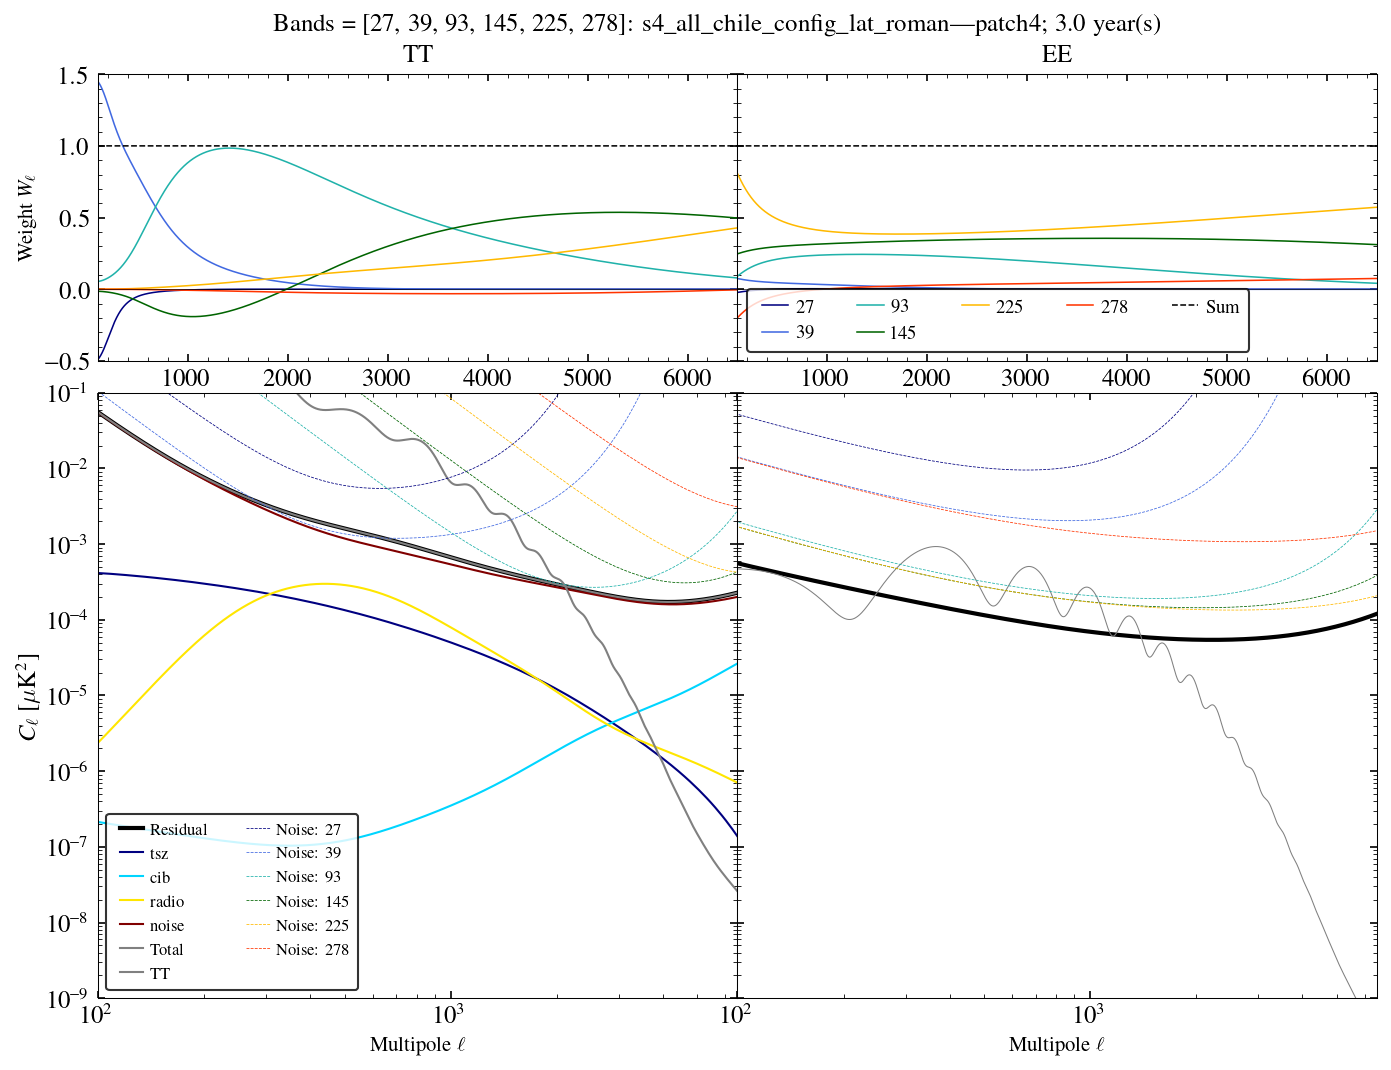 Bands = [27, 39, 93, 145, 225, 278]: s4_all_chile_config_lat_roman—patch4; 3.0 year(s)
TT
EE
1.5
1.0
0.5
0.0
−0.5
Weight W_ℓ
27
93
225
278
Sum
39
145
1000 2000 3000 4000 5000 6000
1000 2000 3000 4000 5000 6000
10^−1
10^−2
10^−3
10^−4
10^−5
10^−6
10^−7
10^−8
10^−9
C_ℓ [μK^2]
Residual
tsz
cib
radio
noise
Total
TT
Noise: 27
Noise: 39
Noise: 93
Noise: 145
Noise: 225
Noise: 278
10^2 10^3 10^2 10^3
Multipole ℓ
Multipole ℓ